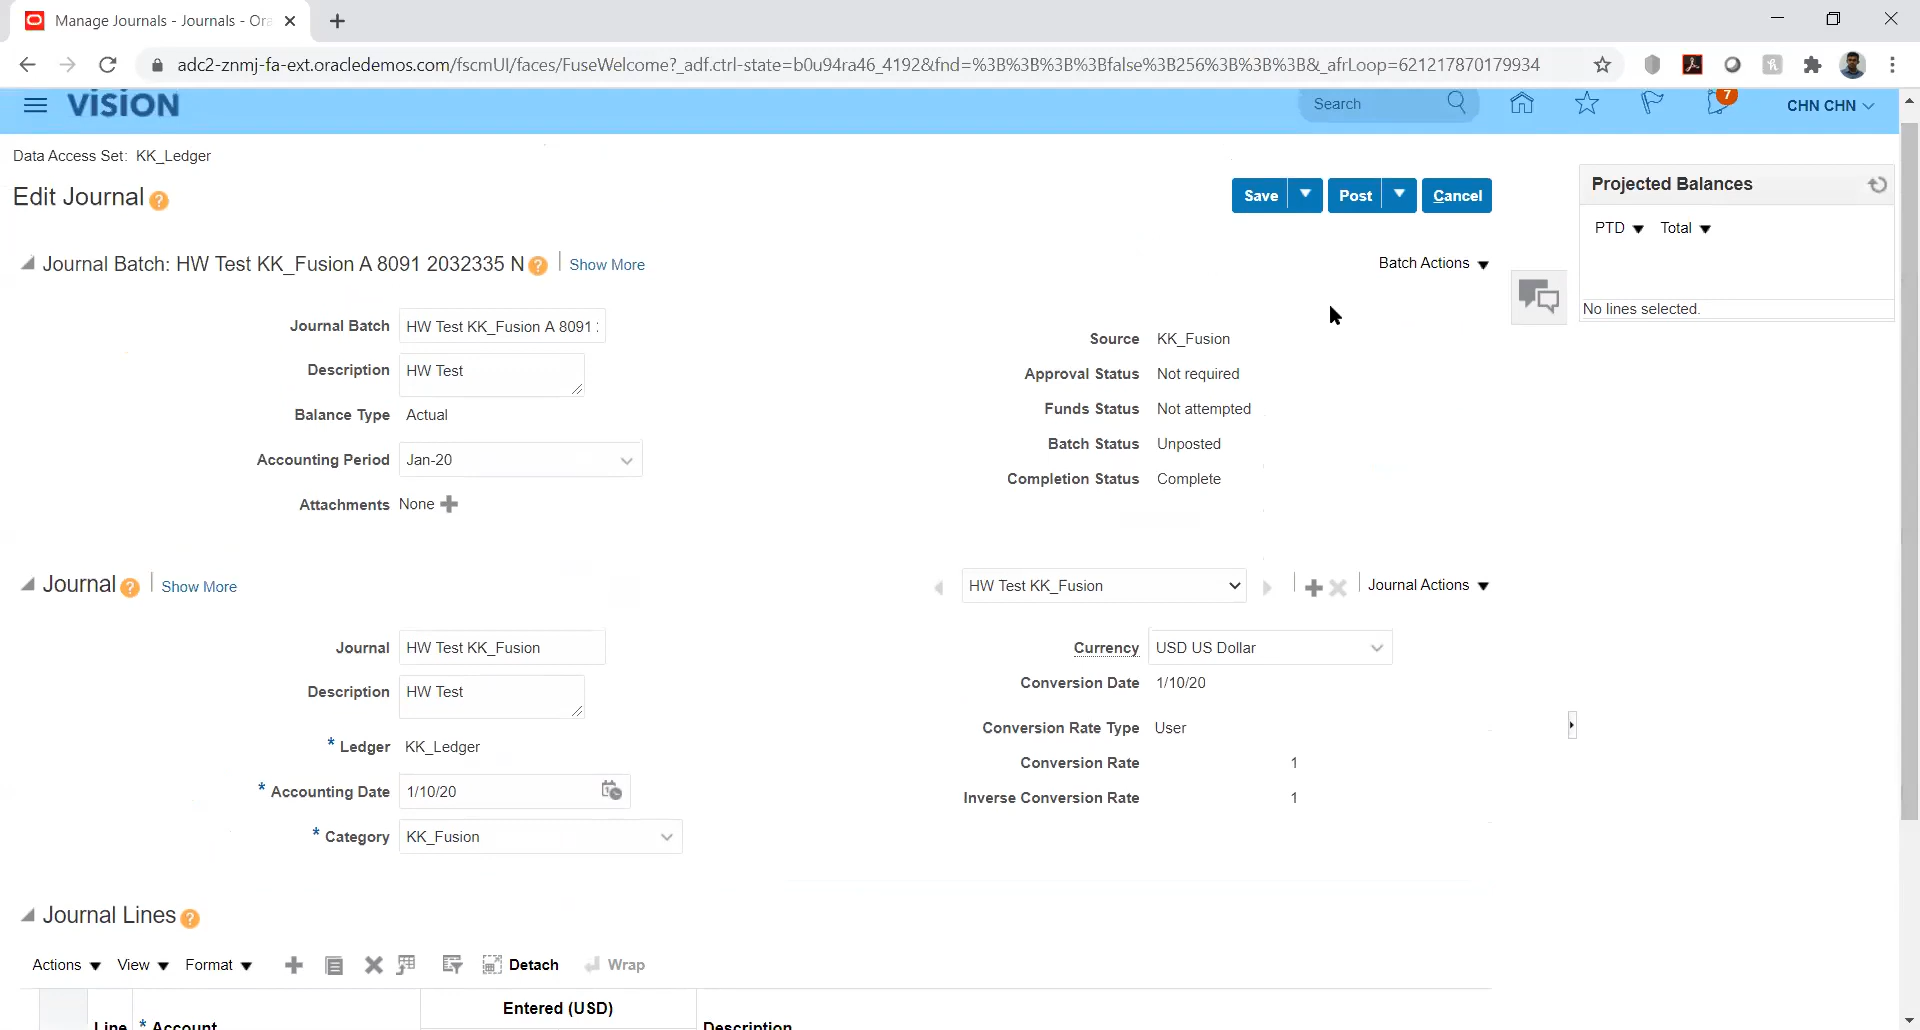 Manage Journals - Journals - Ora
adc2-znmj-fa-ext.oracledemos.com/fscmUI/faces/FuseWelcome?_adf.ctrl-state=b0u94ra46_4192&fnd=%3B%3B%3B%3Bfalse%3B256%3B%3B%3B&_afrLoop=621217870179934
VISION
Search
7
CHN CHN
Data Access Set: KK_Ledger
Edit Journal ?
Save
Post
Cancel
Projected Balances
PTD
Total
No lines selected.
Journal Batch: HW Test KK_Fusion A 8091 2032335 N ? Show More
Batch Actions
Journal Batch HW Test KK_Fusion A 8091
Description HW Test
Balance Type Actual
Accounting Period Jan-20
Attachments None
Source KK_Fusion
Approval Status Not required
Funds Status Not attempted
Batch Status Unposted
Completion Status Complete
Journal ? Show More
HW Test KK_Fusion
Journal Actions
Journal HW Test KK_Fusion
Description HW Test
* Ledger KK_Ledger
* Accounting Date 1/10/20
* Category KK_Fusion
Currency USD US Dollar
Conversion Date 1/10/20
Conversion Rate Type User
Conversion Rate 1
Inverse Conversion Rate 1
Journal Lines ?
Actions View Format Detach Wrap
Entered (USD)
Line * Account Description